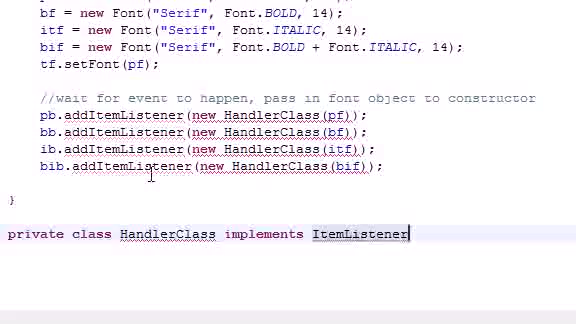 bf = new Font("Serif", Font.BOLD, 14);
itf = new Font("Serif", Font.ITALIC, 14);
bif = new Font("Serif", Font.BOLD + Font.ITALIC, 14);
tf.setFont(pf);
//wait for event to happen, pass in font object to constructor
pb.addItemListener(new HandlerClass(pf));
bb.addItemListener(new HandlerClass(bf));
ib.addItemListener(new HandlerClass(itf));
bib.addItemListener(new HandlerClass(bif));
}
private class HandlerClass implements ItemListener